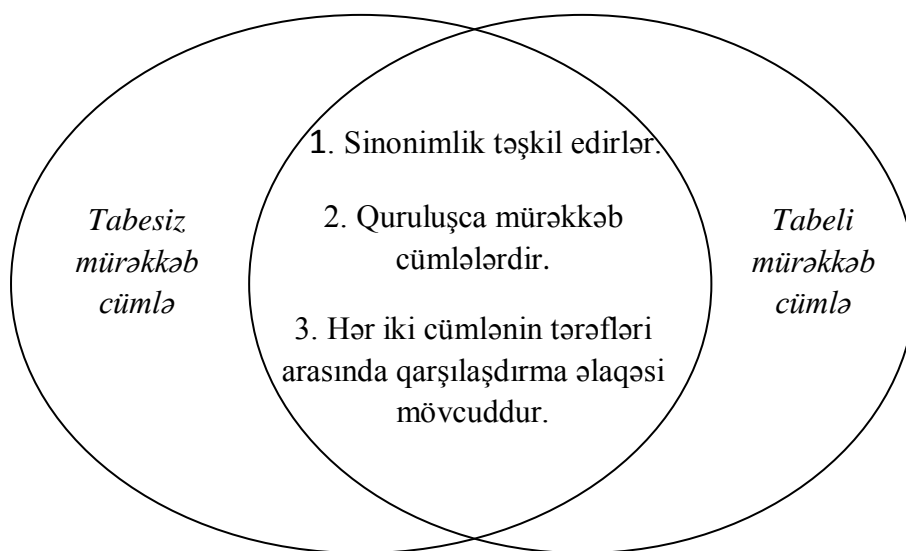 1. Sinonimlik təşkil edirlər.
Tabesiz
mürəkkəb
cümlə
2. Quruluşca mürəkkəb
cümlələrdir.
3. Hər iki cümlənin tərəfləri
arasında qarşılaşdırma əlaqəsi
mövcuddur.
Tabeli
mürəkkəb
cümlə